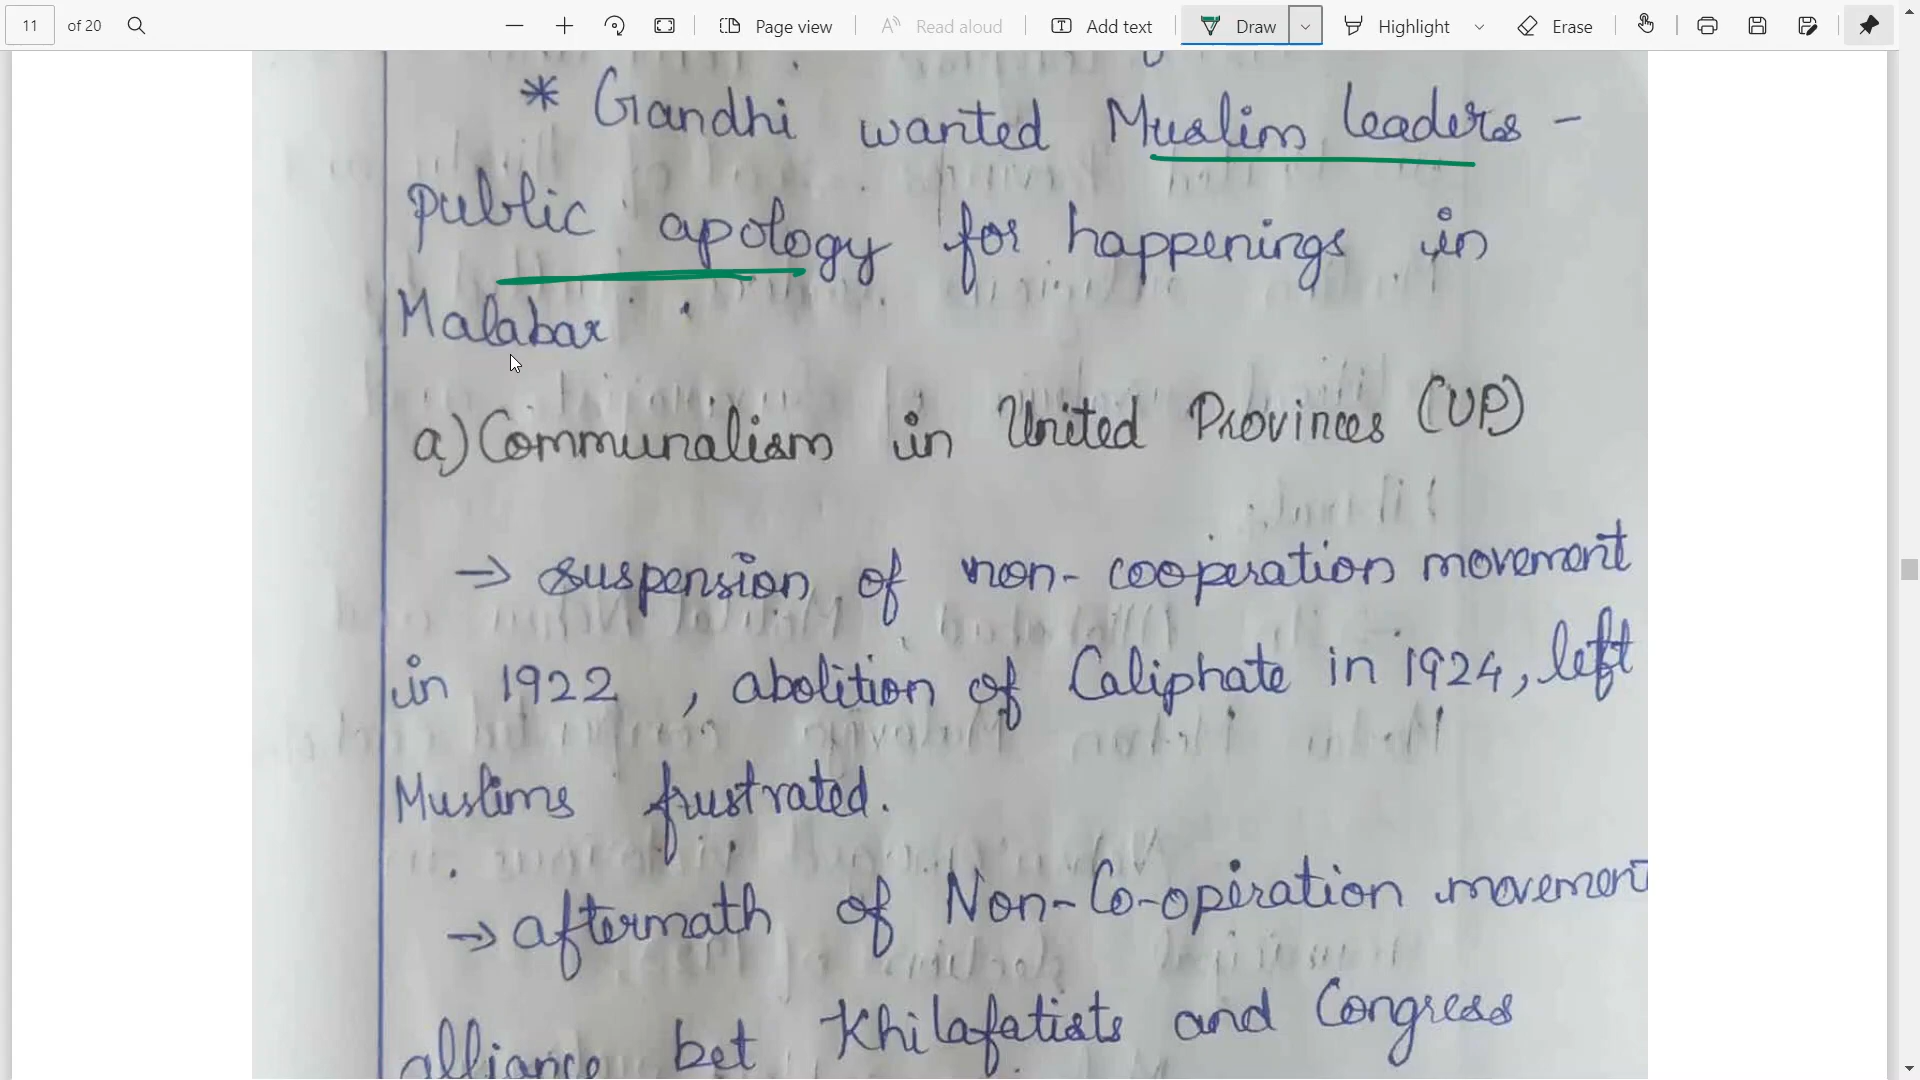 11 of 20 Page view Read aloud Add text Draw Highlight Erase
* Gandhi wanted Muslim leaders -
public apology for happenings in
Malabar .
a) Communalism in United Provinces (UP)
→ suspension of non-cooperation movement
in 1922 , abolition of Caliphate in 1924, left
Muslims frustrated.
→ aftermath of Non-Co-operation movement
alliance bet Khilafatists and Congress